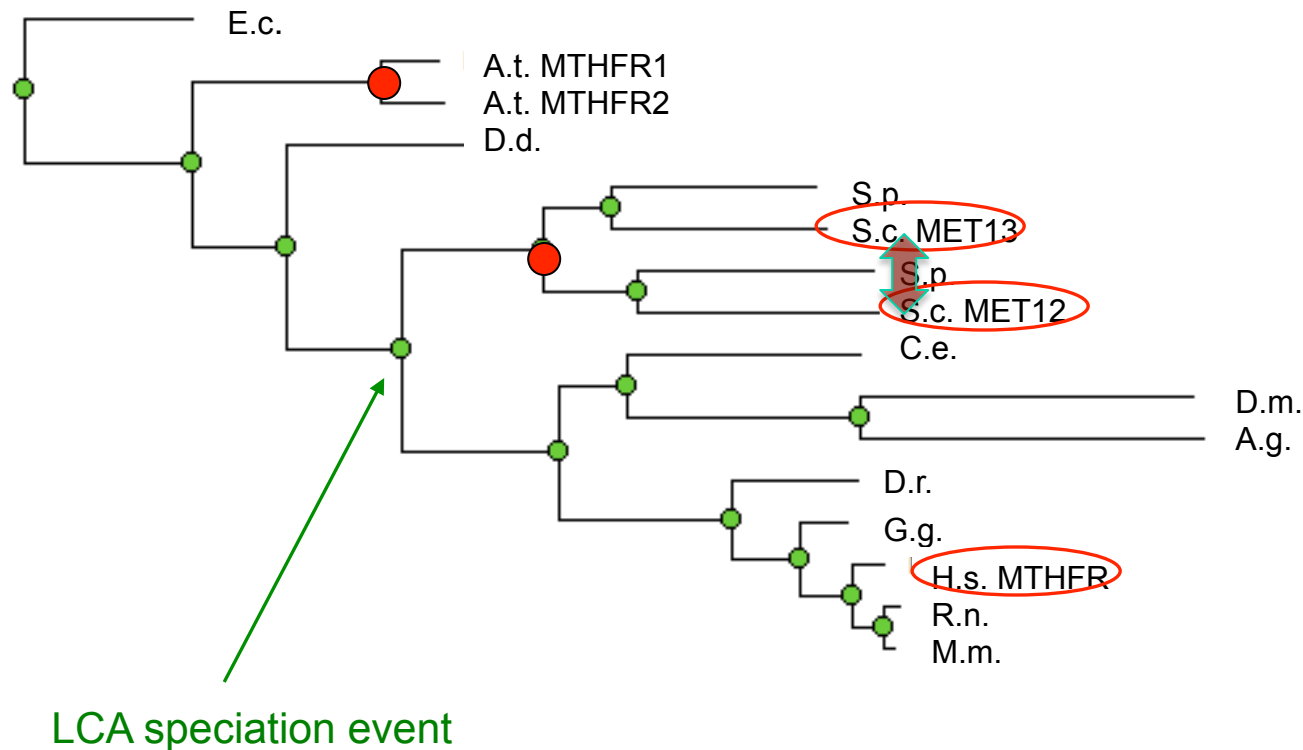 E.c.
A.t. MTHFR1
A.t. MTHFR2
D.d.
S.p.
S.c. MET13
S.p.
S.c. MET12
C.e.
D.m.
A.g.
D.r.
G.g.
H.s. MTHFR
R.n.
M.m.
LCA speciation event